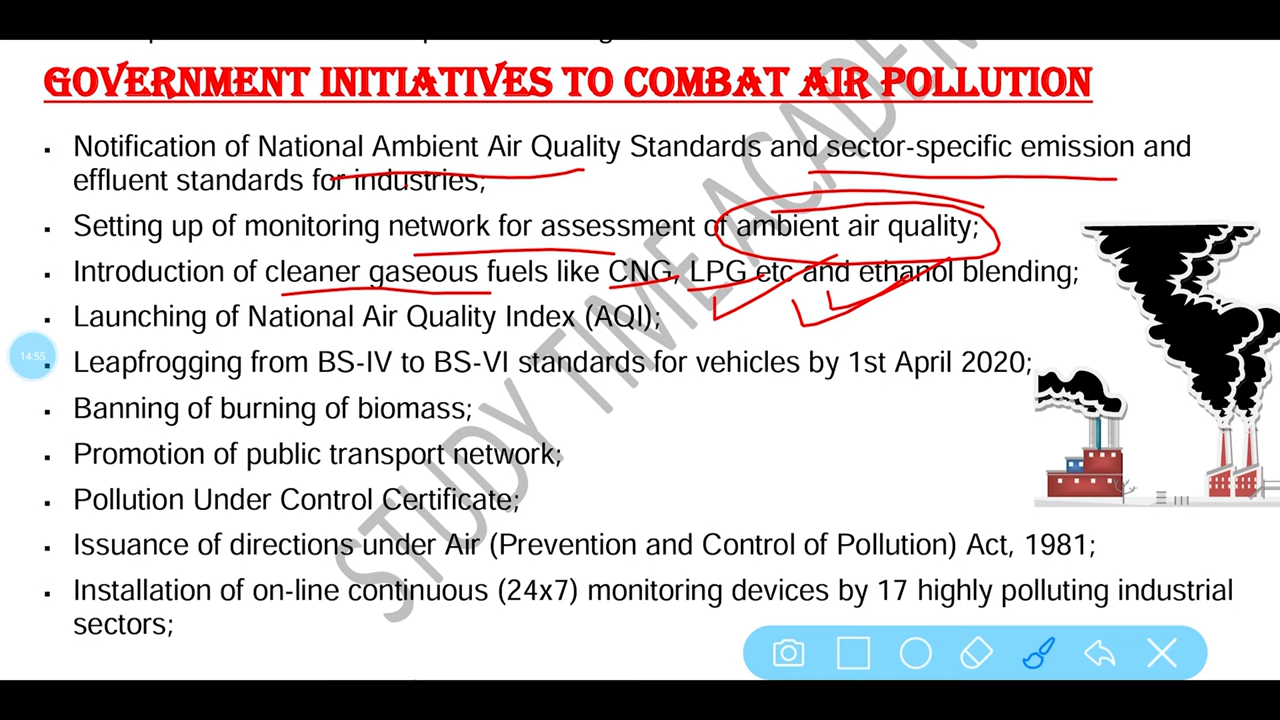 GOVERNMENT INITIATIVES TO COMBAT AIR POLLUTION
▪ Notification of National Ambient Air Quality Standards and sector-specific emission and
effluent standards for industries;
▪ Setting up of monitoring network for assessment of ambient air quality;
▪ Introduction of cleaner gaseous fuels like CNG, LPG etc and ethanol blending;
▪ Launching of National Air Quality Index (AQI);
14:55
▪ Leapfrogging from BS-IV to BS-VI standards for vehicles by 1st April 2020;
▪ Banning of burning of biomass;
▪ Promotion of public transport network;
▪ Pollution Under Control Certificate;
▪ Issuance of directions under Air (Prevention and Control of Pollution) Act, 1981;
▪ Installation of on-line continuous (24x7) monitoring devices by 17 highly polluting industrial
sectors;
STUDY TIME ACADEM